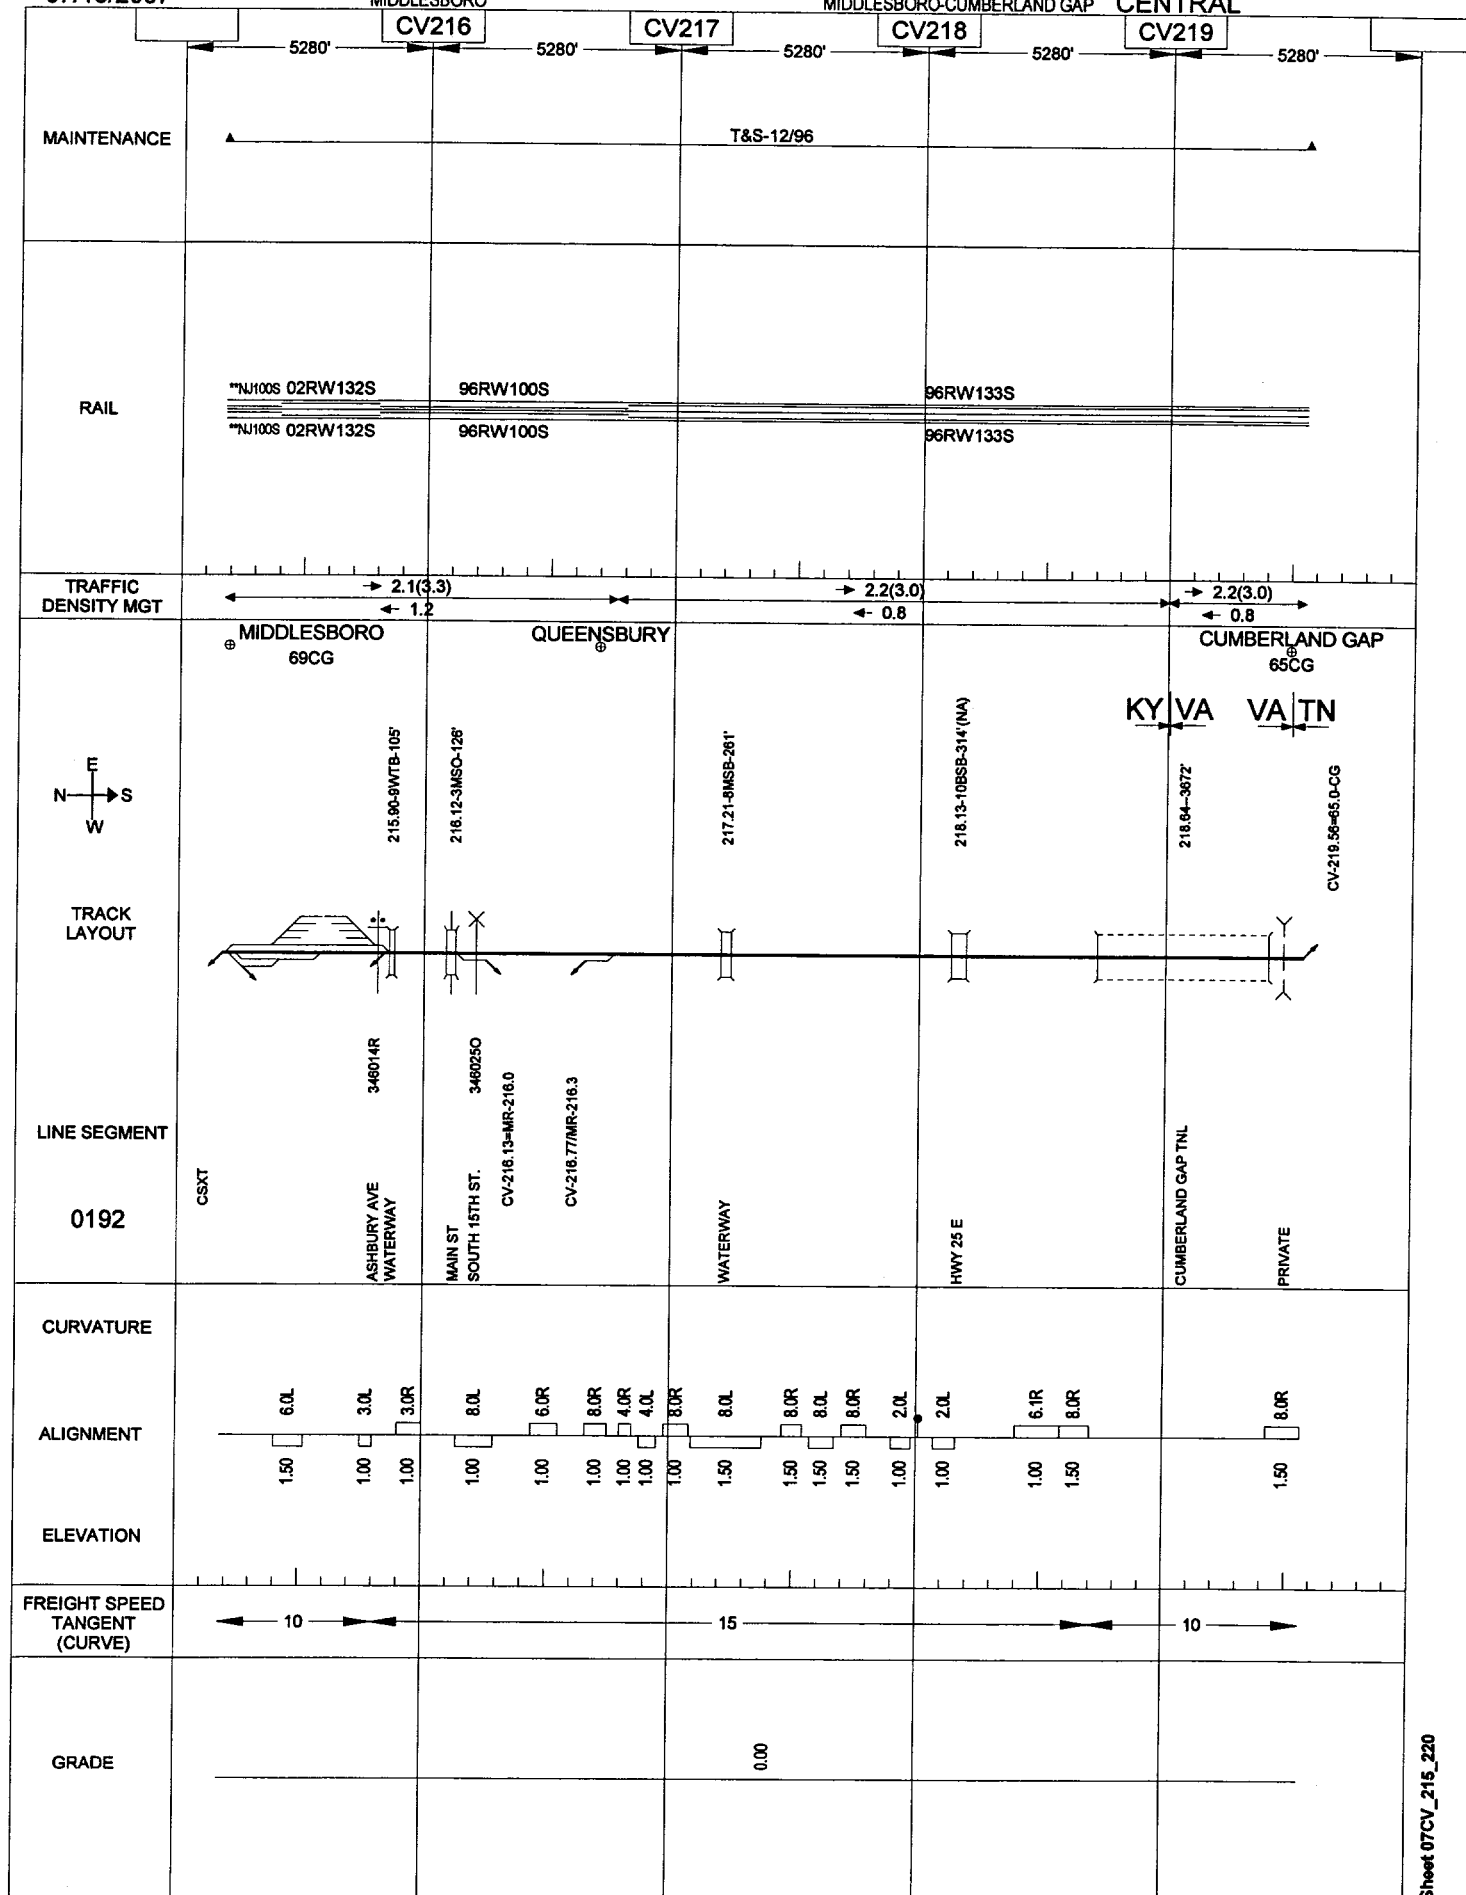 MIDDLESBORO
MIDDLESBORO-CUMBERLAND GAP CENTRAL
CV216 CV217 CV218 CV219
5280' 5280' 5280' 5280' 5280'
MAINTENANCE
T&S-12/96
**NJ100S 02RW132S 96RW100S 96RW133S
RAIL
**NJ100S 02RW132S 96RW100S 96RW133S
TRAFFIC
DENSITY MGT
2.1(3.3) 2.2(3.0) 2.2(3.0)
1.2 0.8 0.8
MIDDLESBORO QUEENSBURY CUMBERLAND GAP
69CG 65CG
KY VA VA TN
E
N S
W
215.90-9WTB-105'
216.12-3MSO-126'
217.21-8MSB-261'
218.13-10BSB-314'(NA)
218.64--3672'
CV-219.56=65.0-CG
TRACK
LAYOUT
346014R
346025O
CV-216.13=MR-216.0
CV-216.77/MR-216.3
LINE SEGMENT
0192
CSXT
ASHBURY AVE
WATERWAY
MAIN ST
SOUTH 15TH ST.
WATERWAY
HWY 25 E
CUMBERLAND GAP TNL
PRIVATE
CURVATURE
6.0L 3.0L 3.0R 8.0L 6.0R 8.0R 4.0R 4.0L 8.0R 8.0L 8.0R 8.0L 8.0R 2.0L 2.0L 6.1R 8.0R 8.0R
ALIGNMENT
1.50 1.00 1.00 1.00 1.00 1.00 1.00 1.00 1.00 1.50 1.50 1.50 1.50 1.00 1.00 1.00 1.50 1.50
ELEVATION
FREIGHT SPEED
TANGENT
(CURVE)
10 15 10
GRADE
0.00
Sheet 07CV_215_220